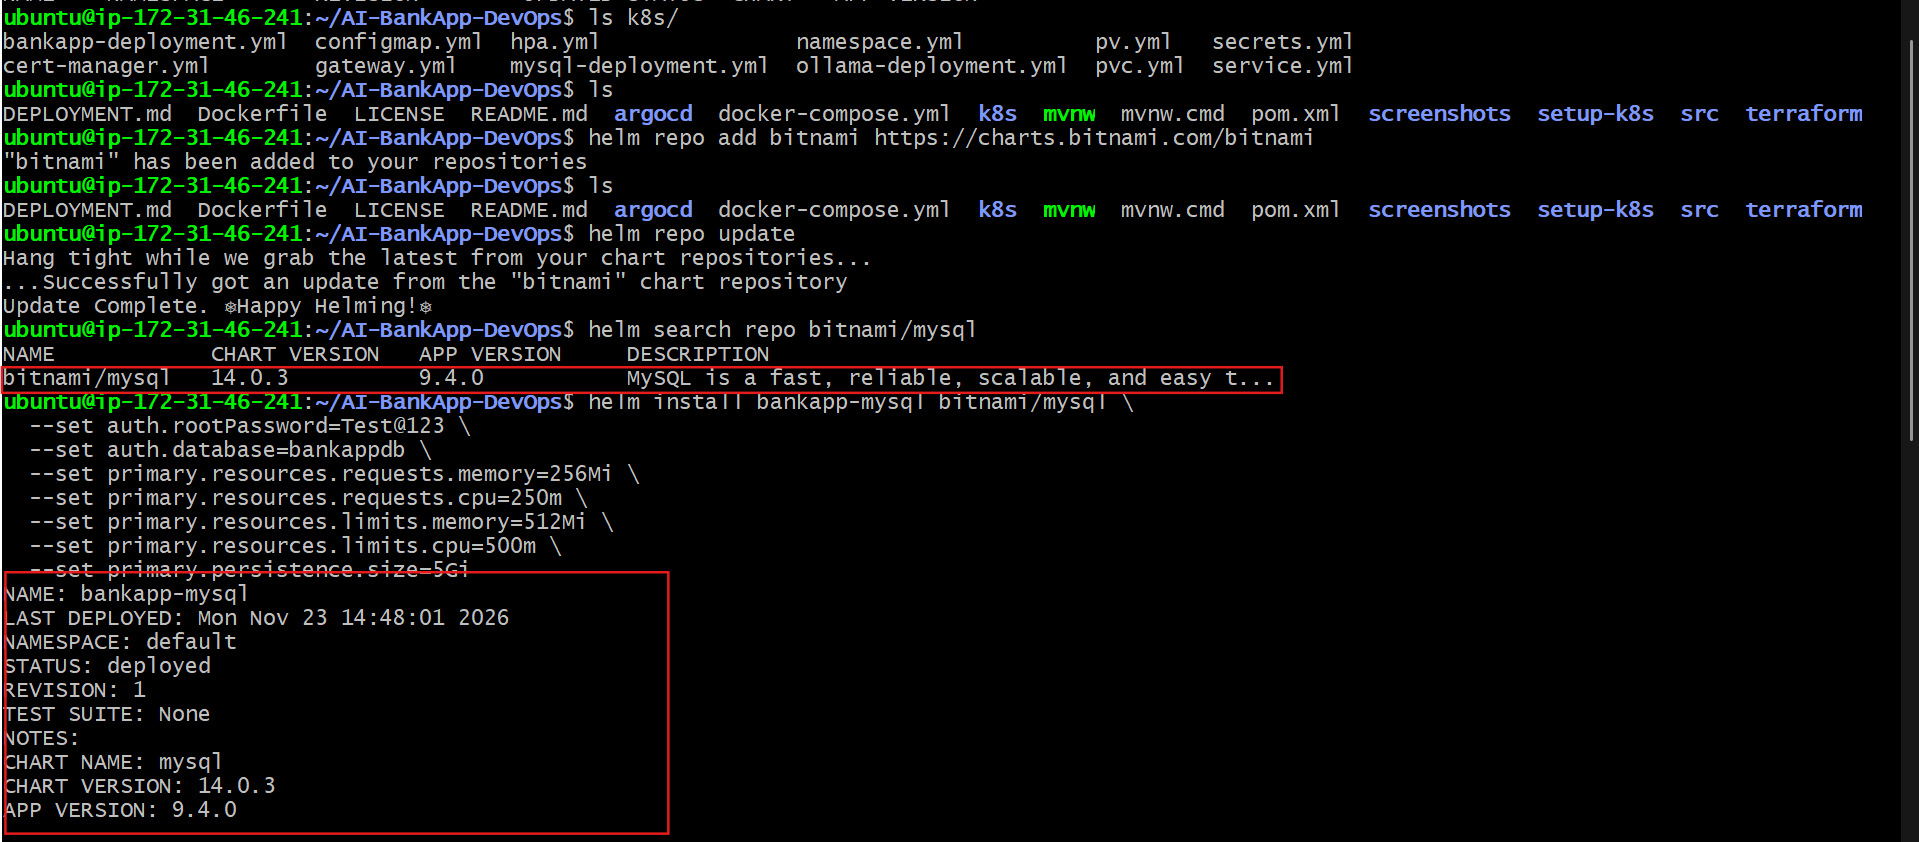 ubuntu@ip-172-31-46-241:~/AI-BankApp-DevOps$ ls k8s/
bankapp-deployment.yml  configmap.yml  hpa.yml               namespace.yml          pv.yml   secrets.yml
cert-manager.yml        gateway.yml    mysql-deployment.yml  ollama-deployment.yml  pvc.yml  service.yml
ubuntu@ip-172-31-46-241:~/AI-BankApp-DevOps$ ls
DEPLOYMENT.md  Dockerfile  LICENSE  README.md  argocd  docker-compose.yml  k8s  mvnw  mvnw.cmd  pom.xml  screenshots  setup-k8s  src  terraform
ubuntu@ip-172-31-46-241:~/AI-BankApp-DevOps$ helm repo add bitnami https://charts.bitnami.com/bitnami
"bitnami" has been added to your repositories
ubuntu@ip-172-31-46-241:~/AI-BankApp-DevOps$ ls
DEPLOYMENT.md  Dockerfile  LICENSE  README.md  argocd  docker-compose.yml  k8s  mvnw  mvnw.cmd  pom.xml  screenshots  setup-k8s  src  terraform
ubuntu@ip-172-31-46-241:~/AI-BankApp-DevOps$ helm repo update
Hang tight while we grab the latest from your chart repositories...
...Successfully got an update from the "bitnami" chart repository
Update Complete. ⎈Happy Helming!⎈
ubuntu@ip-172-31-46-241:~/AI-BankApp-DevOps$ helm search repo bitnami/mysql
NAME            CHART VERSION   APP VERSION     DESCRIPTION
bitnami/mysql   14.0.3          9.4.0           MySQL is a fast, reliable, scalable, and easy t...
ubuntu@ip-172-31-46-241:~/AI-BankApp-DevOps$ helm install bankapp-mysql bitnami/mysql \
  --set auth.rootPassword=Test@123 \
  --set auth.database=bankappdb \
  --set primary.resources.requests.memory=256Mi \
  --set primary.resources.requests.cpu=250m \
  --set primary.resources.limits.memory=512Mi \
  --set primary.resources.limits.cpu=500m \
  --set primary.persistence.size=5Gi
NAME: bankapp-mysql
LAST DEPLOYED: Mon Nov 23 14:48:01 2026
NAMESPACE: default
STATUS: deployed
REVISION: 1
TEST SUITE: None
NOTES:
CHART NAME: mysql
CHART VERSION: 14.0.3
APP VERSION: 9.4.0